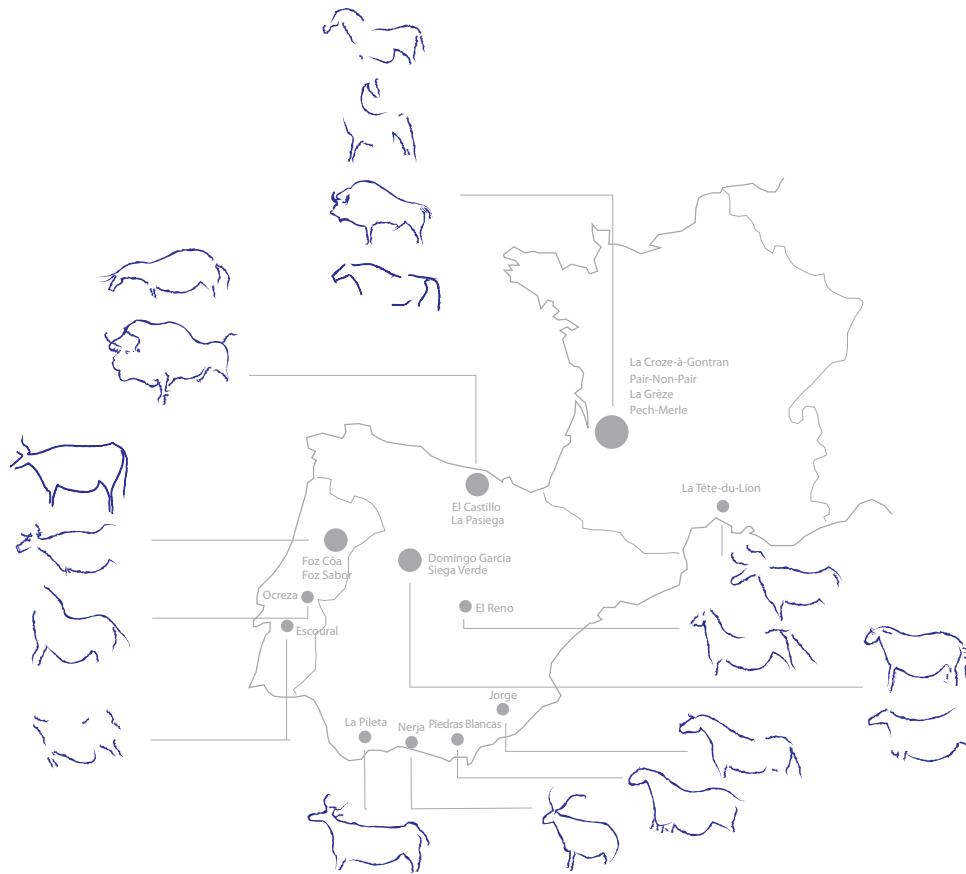 La Croze-à-Gontran
Pair-Non-Pair
La Grèze
Pech-Merle
La Tête-du-Lion
El Castillo
La Pasiega
Foz Côa
Foz Sabor
Domingo Garcia
Siega Verde
Ocreza
El Reno
Escoural
Jorge
La Pileta
Nerja
Piedras Blancas